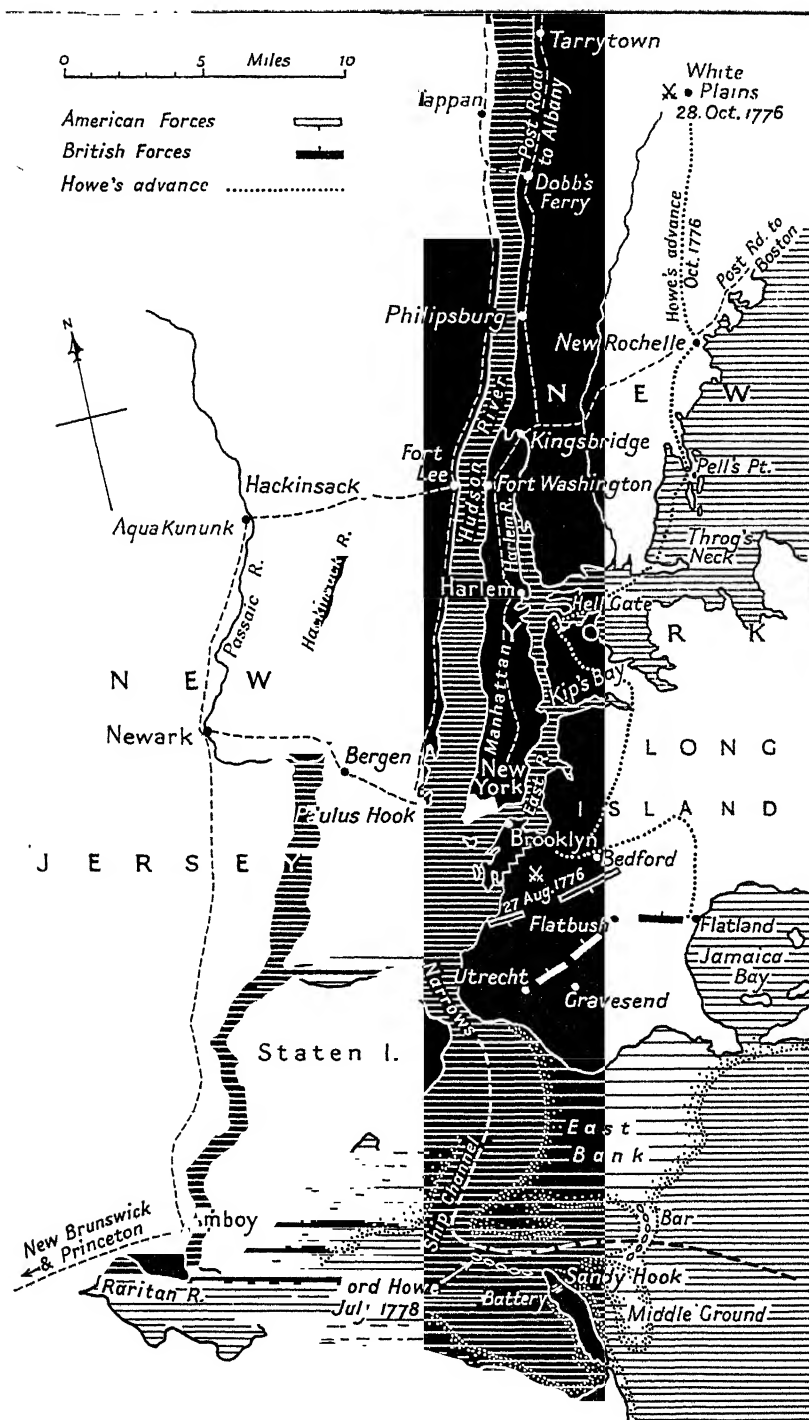 Miles
0 5 10
American Forces
British Forces
Howe's advance
N
Tarrytown
Tappan
Post Road
to Albany
Dobb's
Ferry
White
Plains
28. Oct. 1776
Howe's advance
Oct. 1776
Post Rd. to
Boston
Philipsburg
New Rochelle
N E W
Hudson River
Kingsbridge
Fort
Lee
Fort Washington
Pell's Pt.
Hackinsack
AquaKununk
Harlem R.
Throg's
Neck
Passaic R.
Harlem
Hell Gate
Y O R K
N E W
Manhattan
Kip's Bay
Newark
Bergen
New
York
East R.
LONG
ISLAND
Brooklyn
Bedford
J E R S E Y
27 Aug. 1776
Flatbush
Flatland
Jamaica
Bay
Utrecht
Gravesend
Narrows
Staten I.
East
Bank
Ship Channel
mboy
New Brunswick
& Princeton
Bar
Raritan R.
ord Howe
July 1778
Battery
Sandy Hook
Middle Ground